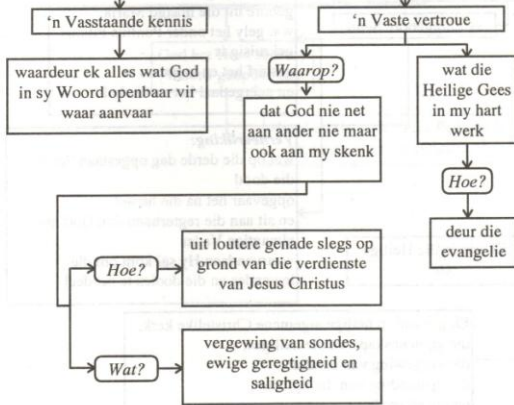 'n Vasstaande kennis
'n Vaste vertroue
waardeur ek alles wat God
in sy Woord openbaar vir
waar aanvaar
Waarop?
wat die
Heilige Gees
in my hart
werk
dat God nie net
aan ander nie maar
ook aan my skenk
Hoe?
deur die
evangelie
Hoe?
uit loutere genade slegs op
grond van die verdienste
van Jesus Christus
Wat?
vergewing van sondes,
ewige geregtigheid en
saligheid